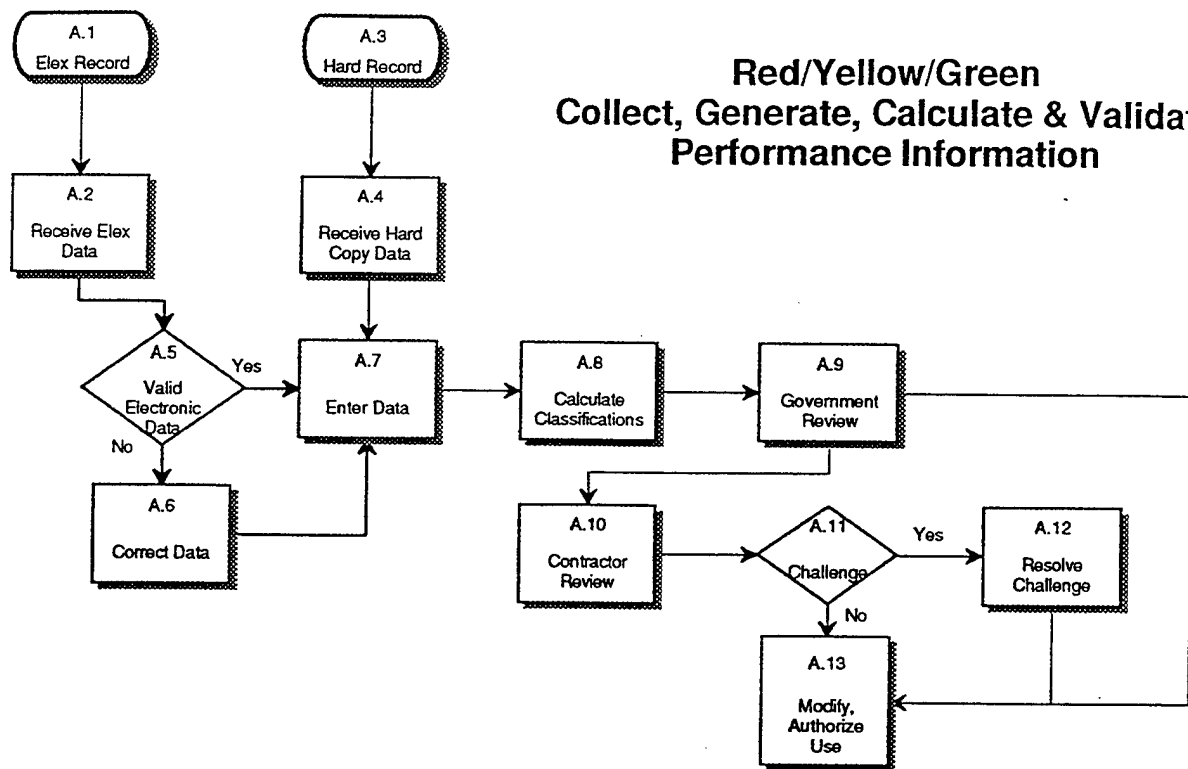 A.1
Elex Record
A.3
Hard Record
Red/Yellow/Green
Collect, Generate, Calculate & Validat
Performance Information
A.2
Receive Elex
Data
A.4
Receive Hard
Copy Data
A.5
Valid
Electronic
Data
Yes
No
A.6
Correct Data
A.7
Enter Data
A.8
Calculate
Classifications
A.9
Government
Review
A.10
Contractor
Review
A.11
Challenge
Yes
No
A.12
Resolve
Challenge
A.13
Modify,
Authorize
Use